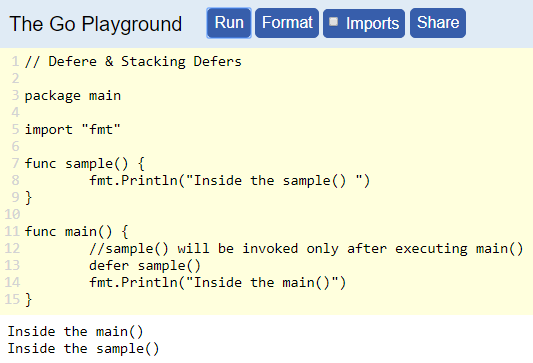 The Go Playground Run Format Imports Share
1 // Defere & Stacking Defers
2
3 package main
4
5 import "fmt"
6
7 func sample() {
8         fmt.Println("Inside the sample() ")
9 }
10
11 func main() {
12         //sample() will be invoked only after executing main()
13         defer sample()
14         fmt.Println("Inside the main()")
15 }
Inside the main()
Inside the sample()